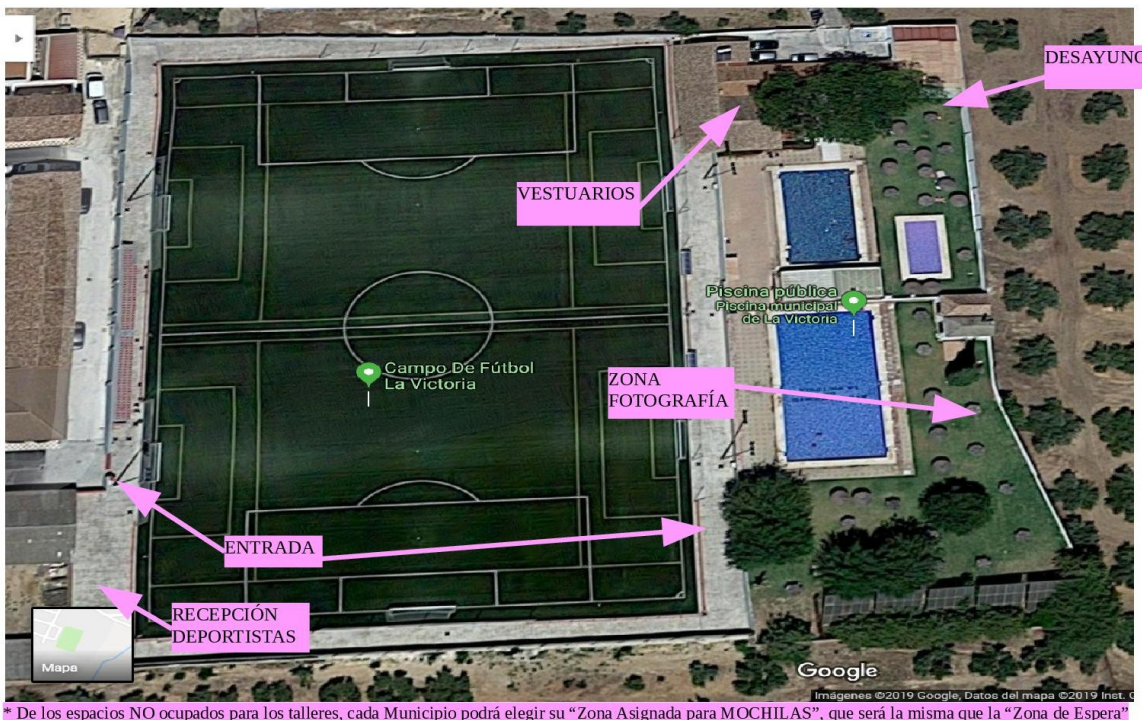 DESAYUNO
VESTUARIOS
Piscina pública
Piscina municipal
de La Victoria
Campo De Fútbol
La Victoria
ZONA
FOTOGRAFÍA
ENTRADA
RECEPCIÓN
DEPORTISTAS
Mapa
Google
Imágenes ©2019 Google, Datos del mapa ©2019 Inst. G
* De los espacios NO ocupados para los talleres, cada Municipio podrá elegir su “Zona Asignada para MOCHILAS”, que será la misma que la “Zona de Espera”